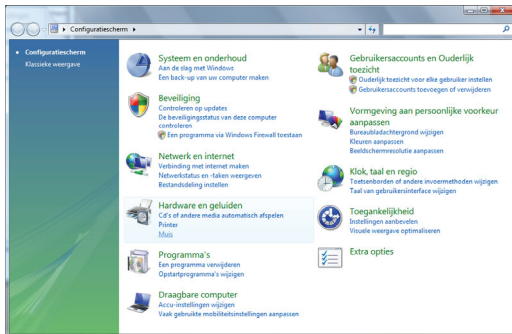 Configuratiescherm
Configuratiescherm
Klassieke weergave
Systeem en onderhoud
Aan de slag met Windows
Een back-up van uw computer maken
Beveiliging
Controleren op updates
De beveiligingsstatus van deze computer
controleren
Een programma via Windows Firewall toestaan
Netwerk en internet
Verbinding met internet maken
Netwerkstatus en -taken weergeven
Bestandsdeling instellen
Hardware en geluiden
Cd's of andere media automatisch afspelen
Printer
Muis
Programma's
Een programma verwijderen
Opstartprogramma's wijzigen
Draagbare computer
Accu-instellingen wijzigen
Vaak gebruikte mobiliteitsinstellingen aanpassen
Gebruikersaccounts en Ouderlijk
toezicht
Ouderlijk toezicht voor elke gebruiker instellen
Gebruikersaccounts toevoegen of verwijderen
Vormgeving aan persoonlijke voorkeur
aanpassen
Bureaubladachtergrond wijzigen
Kleuren aanpassen
Beeldschermresolutie aanpassen
Klok, taal en regio
Toetsenborden of andere invoermethoden wijzigen
Taal van gebruikersinterface wijzigen
Toegankelijkheid
Instellingen aanbevelen
Visuele weergave optimaliseren
Extra opties